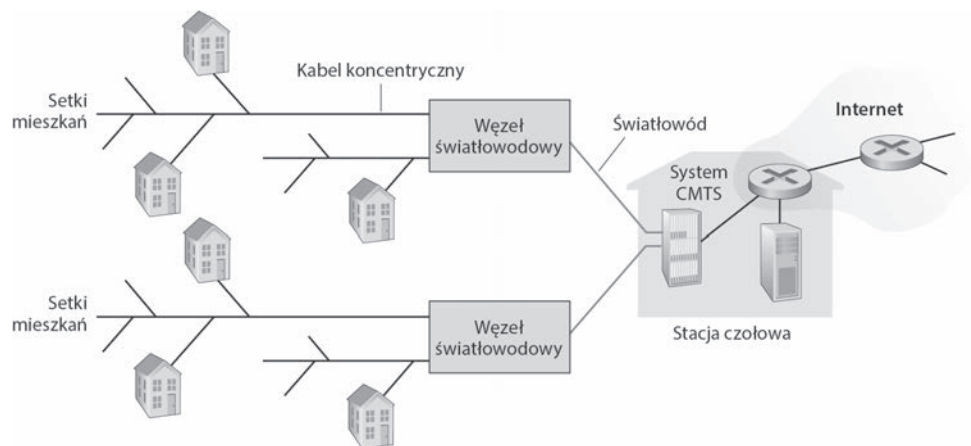 Kabel koncentryczny
Setki
mieszkań
Węzeł
światłowodowy
Światłowód
Internet
System
CMTS
Setki
mieszkań
Węzeł
światłowodowy
Stacja czołowa